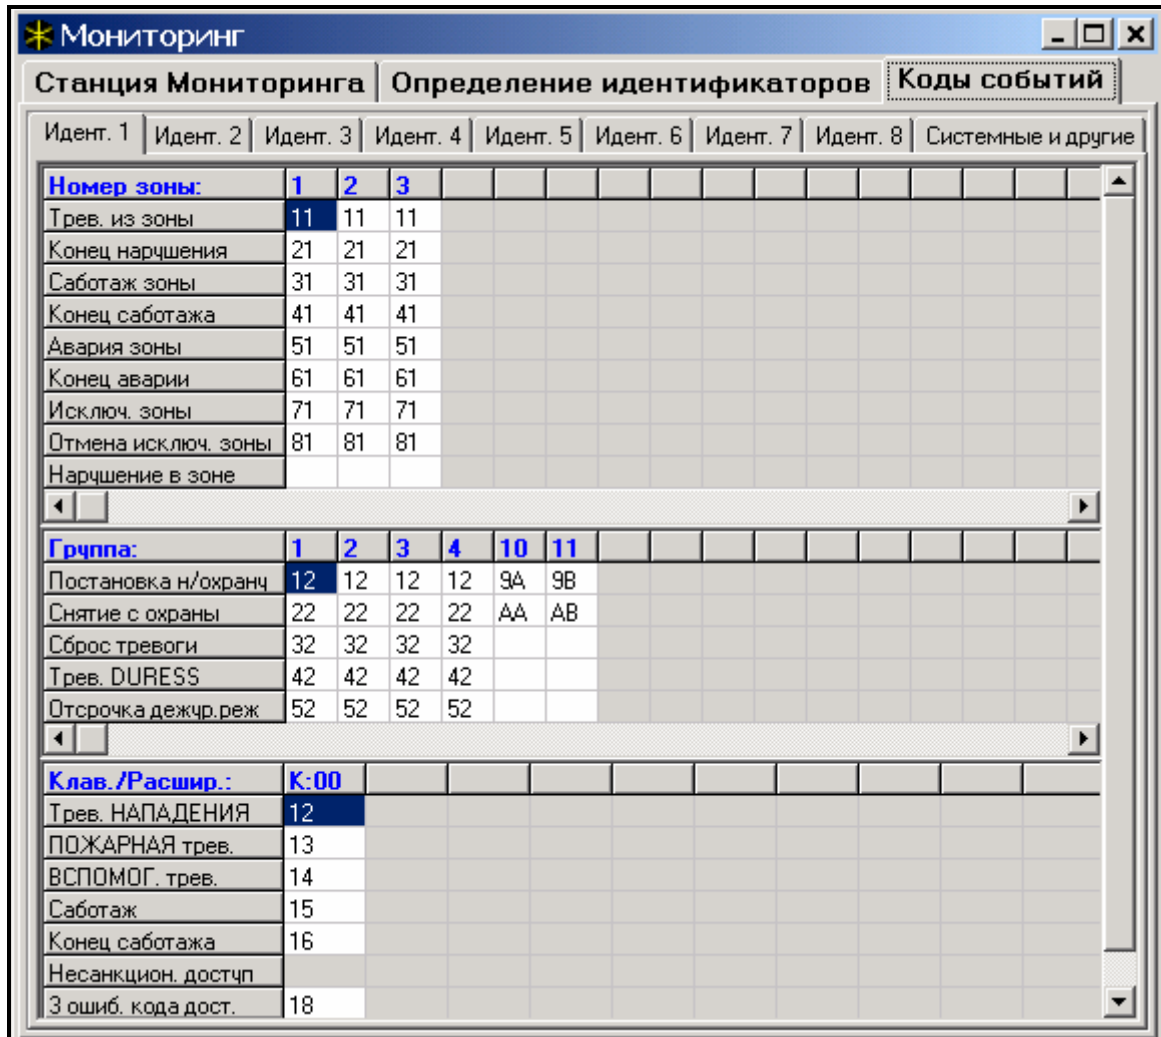 Мониторинг
Станция Мониторинга Определение идентификаторов Коды событий
Идент. 1 Идент. 2 Идент. 3 Идент. 4 Идент. 5 Идент. 6 Идент. 7 Идент. 8 Системные и другие
Номер зоны: 1 2 3
Трев. из зоны 11 11 11
Конец нарушения 21 21 21
Саботаж зоны 31 31 31
Конец саботажа 41 41 41
Авария зоны 51 51 51
Конец аварии 61 61 61
Исключ. зоны 71 71 71
Отмена исключ. зоны 81 81 81
Нарушение в зоне
Группа: 1 2 3 4 10 11
Постановка н/охрану 12 12 12 12 9A 9B
Снятие с охраны 22 22 22 22 AA AB
Сброс тревоги 32 32 32 32
Трев. DURESS 42 42 42 42
Отсрочка дежур.реж 52 52 52 52
Клав./Расшир.: K:00
Трев. НАПАДЕНИЯ 12
ПОЖАРНАЯ трев. 13
ВСПОМОГ. трев. 14
Саботаж 15
Конец саботажа 16
Несанкцион. доступ
3 ошиб. кода дост. 18